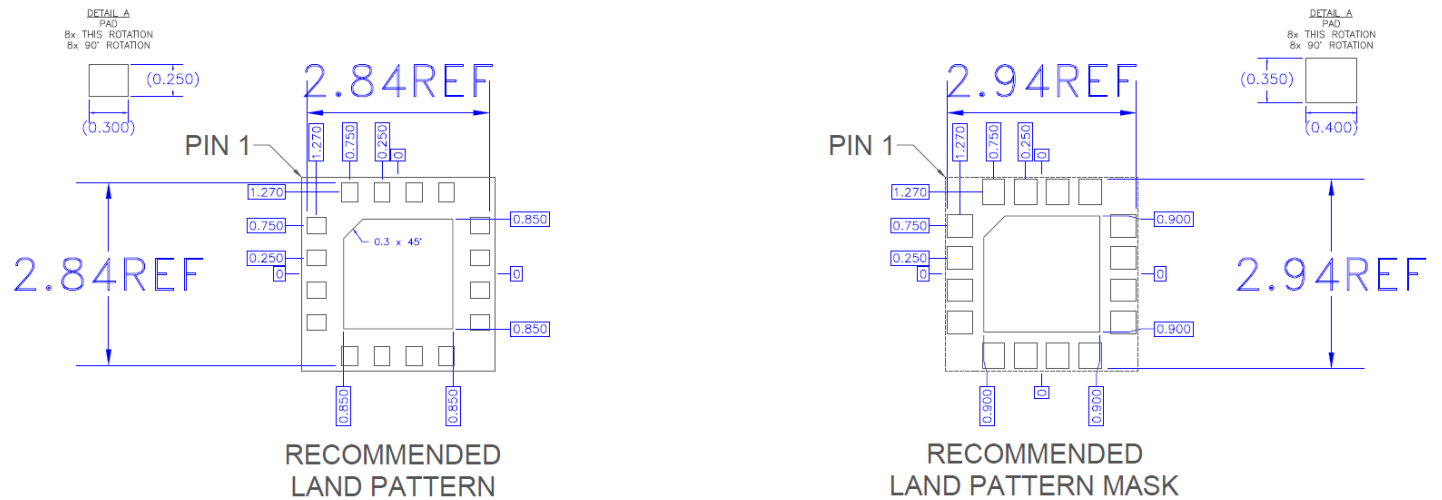 DETAIL A
PAD
8x THIS ROTATION
8x 90° ROTATION
(0.250)
(0.300)
2.84REF
PIN 1
1.270
0.750
0.250
0
1.270
0.750
0.250
0
2.84REF
0.3 x 45°
0.850
0
0.850
0.850
0.850
RECOMMENDED
LAND PATTERN
DETAIL A
PAD
8x THIS ROTATION
8x 90° ROTATION
(0.350)
(0.400)
2.94REF
PIN 1
1.270
0.750
0.250
0
1.270
0.750
0.250
0
0.900
0
0.900
2.94REF
0.900
0
0.900
RECOMMENDED
LAND PATTERN MASK